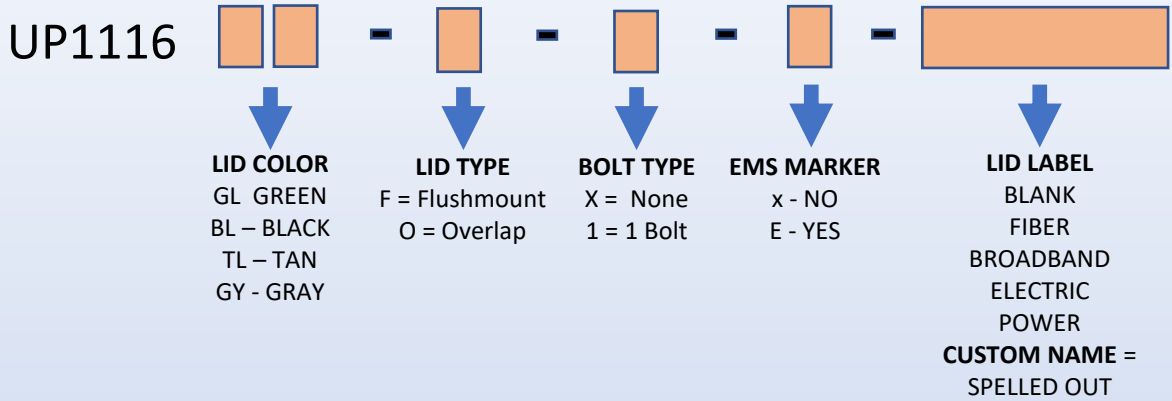 UP1116 - - - -
LID COLOR
GL GREEN
BL – BLACK
TL – TAN
GY - GRAY
LID TYPE
F = Flushmount
O = Overlap
BOLT TYPE
X = None
1 = 1 Bolt
EMS MARKER
x - NO
E - YES
LID LABEL
BLANK
FIBER
BROADBAND
ELECTRIC
POWER
CUSTOM NAME =
SPELLED OUT